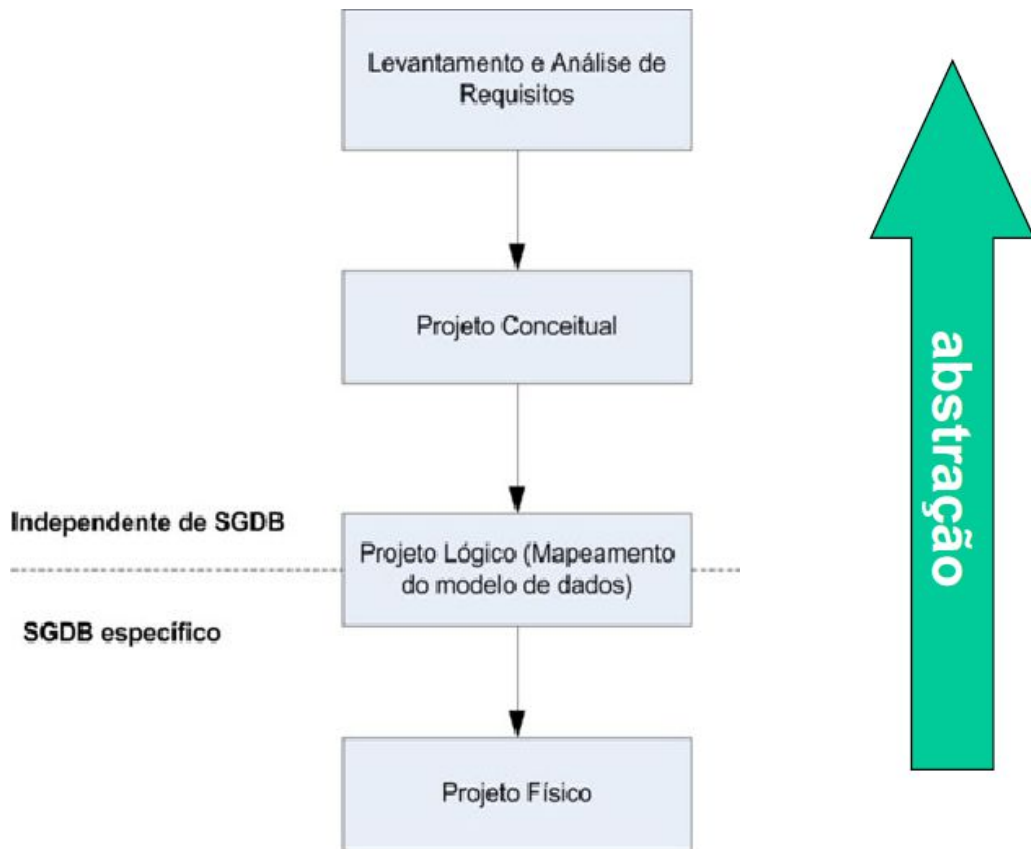 Levantamento e Análise de
Requisitos
Projeto Conceitual
Independente de SGDB
Projeto Lógico (Mapeamento
do modelo de dados)
SGDB específico
Projeto Físico
abstração